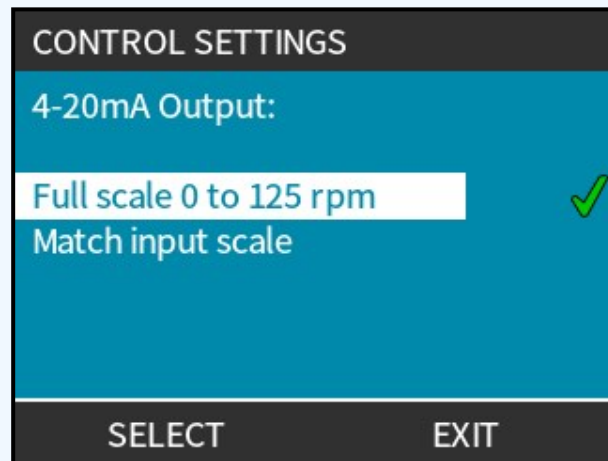 CONTROL SETTINGS
4-20mA Output:
Full scale 0 to 125 rpm
Match input scale
SELECT EXIT